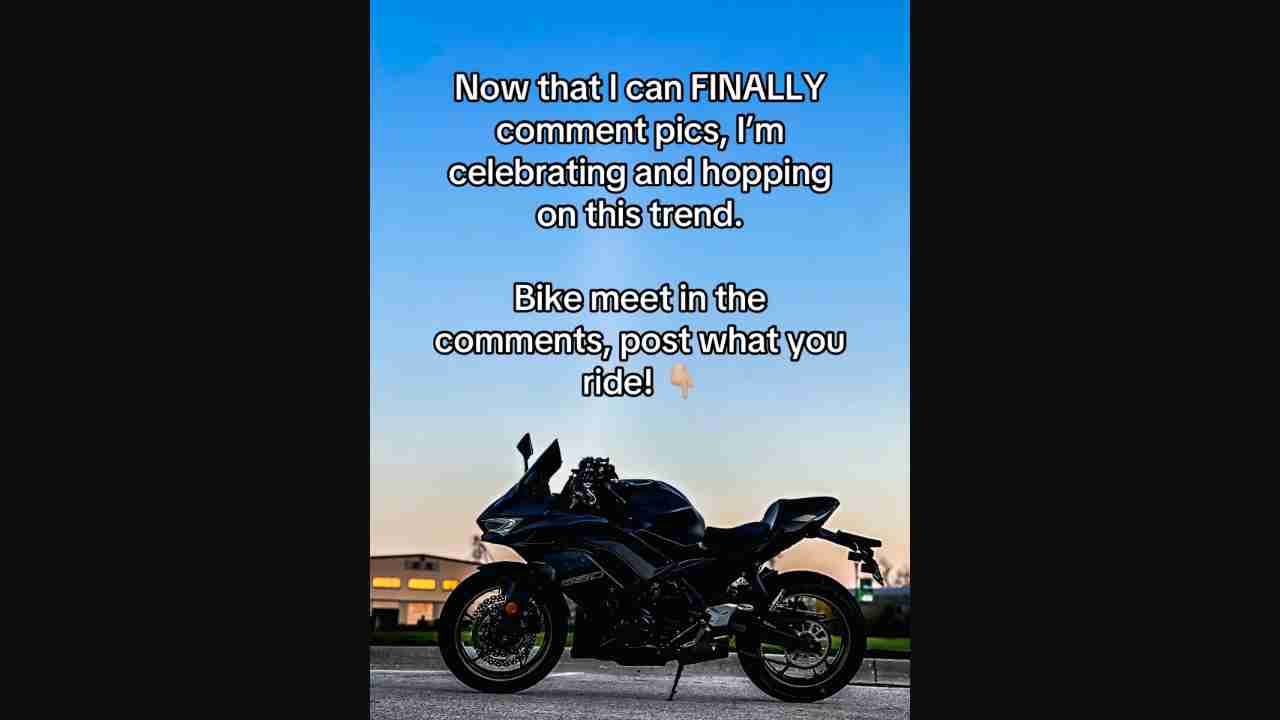 Now that I can FINALLY
comment pics, I’m
celebrating and hopping
on this trend.
Bike meet in the
comments, post what you
ride! 👇🏼